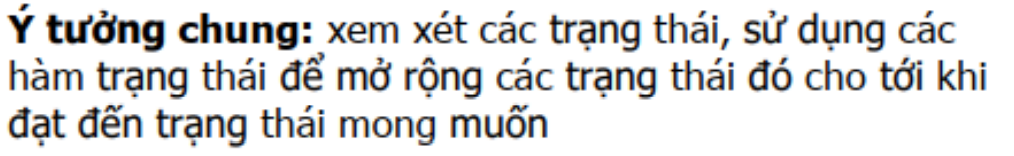 Ý tưởng chung: xem xét các trạng thái, sử dụng các
hàm trạng thái để mở rộng các trạng thái đó cho tới khi
đạt đến trạng thái mong muốn